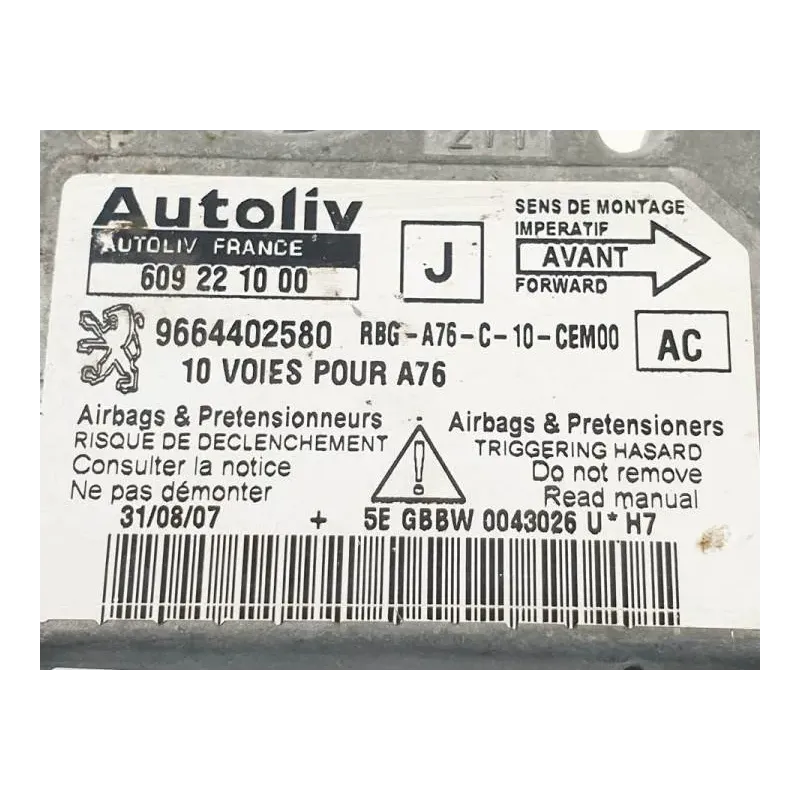 Autoliv
AUTOLIV FRANCE
609 22 10 00
J
SENS DE MONTAGE
IMPERATIF
AVANT
FORWARD
9664402580 RBG-A76-C-10-CEM00
AC
10 VOIES POUR A76
Airbags & Pretensionneurs
RISQUE DE DECLENCHEMENT
Consulter la notice
Ne pas démonter
!
Airbags & Pretensioners
TRIGGERING HASARD
Do not remove
Read manual
31/08/07 + 5E GBBW 0043026 U* H7